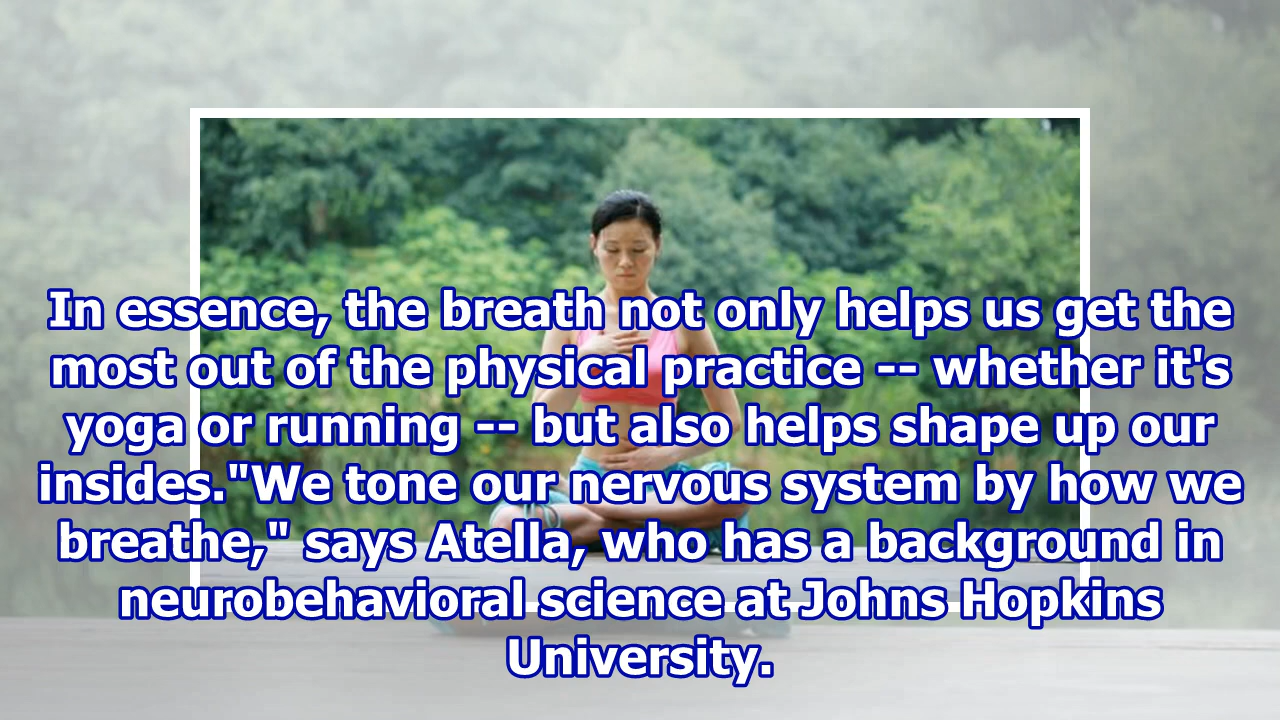 In essence, the breath not only helps us get the
most out of the physical practice -- whether it's
yoga or running -- but also helps shape up our
insides."We tone our nervous system by how we
breathe," says Atella, who has a background in
neurobehavioral science at Johns Hopkins
University.